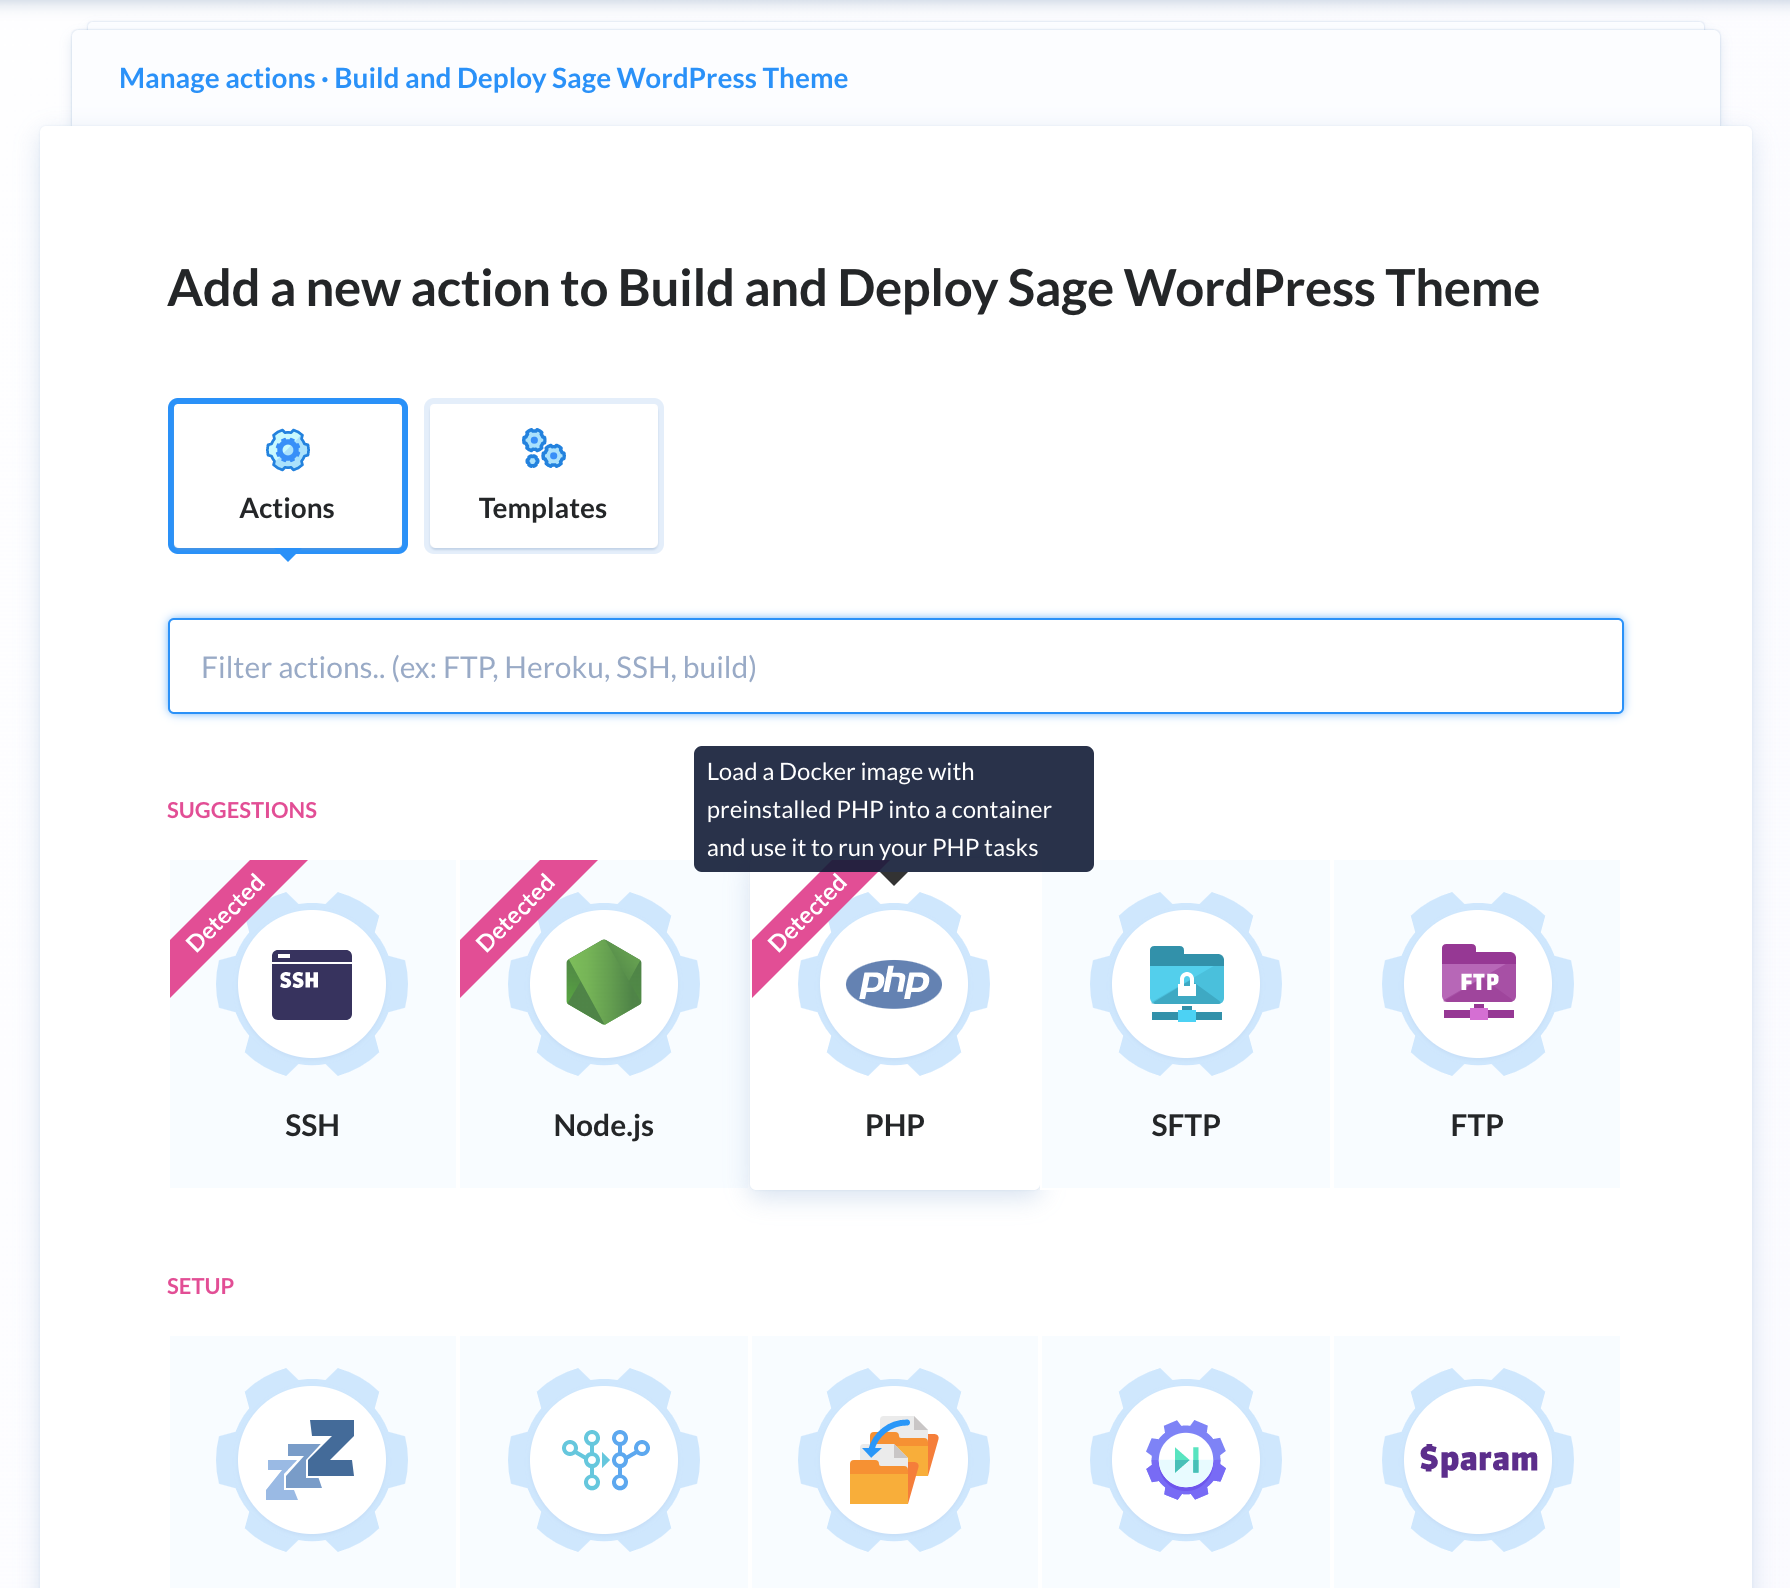 Manage actions · Build and Deploy Sage WordPress Theme
Add a new action to Build and Deploy Sage WordPress Theme
Actions
Templates
Filter actions.. (ex: FTP, Heroku, SSH, build)
Load a Docker image with
preinstalled PHP into a container
and use it to run your PHP tasks
SUGGESTIONS
Detected
Detected
Detected
SSH
php
FTP
SSH
Node.js
PHP
SFTP
FTP
SETUP
$param